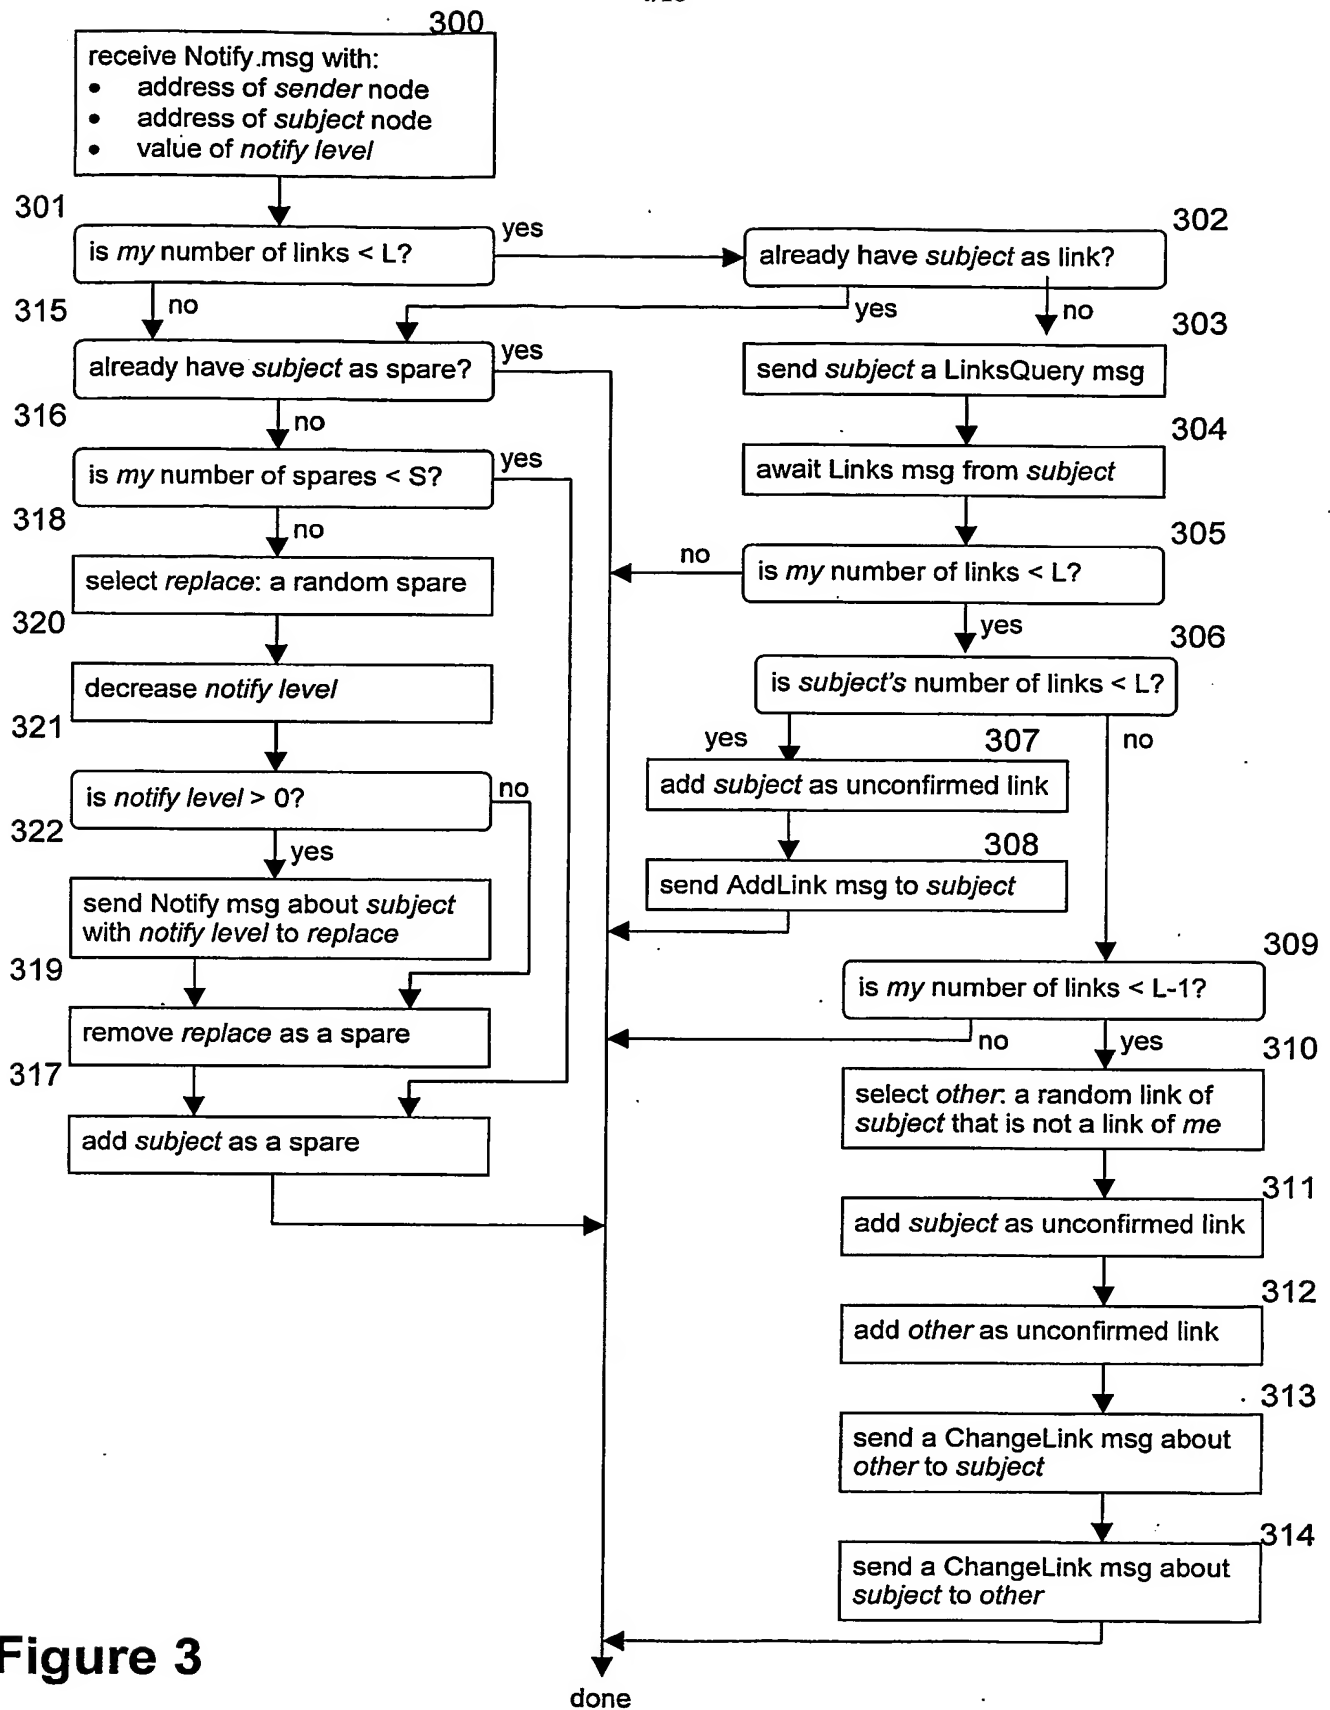 300
receive Notify.msg with:
• address of sender node
• address of subject node
• value of notify level
301
is my number of links < L?
yes
no
302
already have subject as link?
yes
no
315
already have subject as spare?
yes
no
303
send subject a LinksQuery msg
316
is my number of spares < S?
yes
no
304
await Links msg from subject
318
select replace: a random spare
305
is my number of links < L?
no
yes
320
decrease notify level
306
is subject's number of links < L?
yes
no
321
is notify level > 0?
no
yes
307
add subject as unconfirmed link
322
send Notify msg about subject
with notify level to replace
308
send AddLink msg to subject
319
remove replace as a spare
309
is my number of links < L-1?
no
yes
317
add subject as a spare
310
select other: a random link of
subject that is not a link of me
311
add subject as unconfirmed link
312
add other as unconfirmed link
313
send a ChangeLink msg about
other to subject
314
send a ChangeLink msg about
subject to other
done
Figure 3